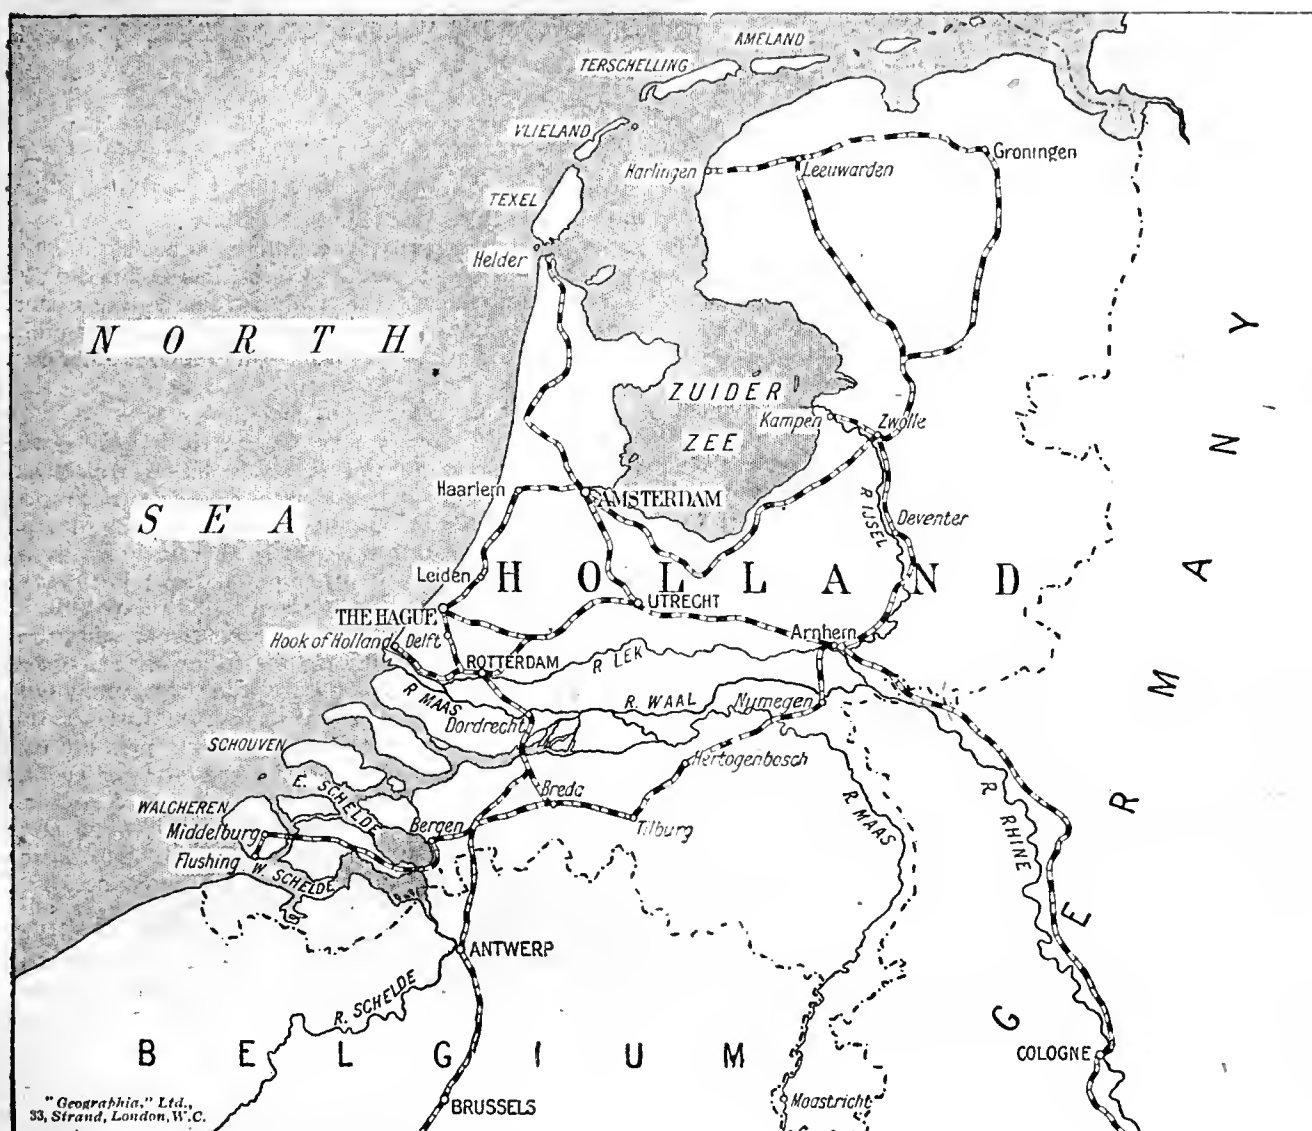 AMELAND
TERSCHELLING
VLIELAND
Groningen
Harlingen
Leeuwarden
TEXEL
Helder
NORTH
SEA
ZUIDER
ZEE
Kampen
Zwolle
Haarlem
AMSTERDAM
R IJSEL
Deventer
Leiden
HOLLAND
THE HAGUE
UTRECHT
Hook of Holland
Delft
Arnhem
ROTTERDAM
R LEK
R MAAS
R. WAAL
Nymegen
Dordrecht
SCHOUVEN
Hertogenbosch
E. SCHELDE
WALCHEREN
Breda
R. MAAS
R RHINE
Middelburg
Bergen
Tilburg
Flushing
W. SCHELDE
GERMANY
ANTWERP
R. SCHELDE
BELGIUM
COLOGNE
Maastricht
BRUSSELS
"Geographia," Ltd.,
33, Strand, London, W.C.